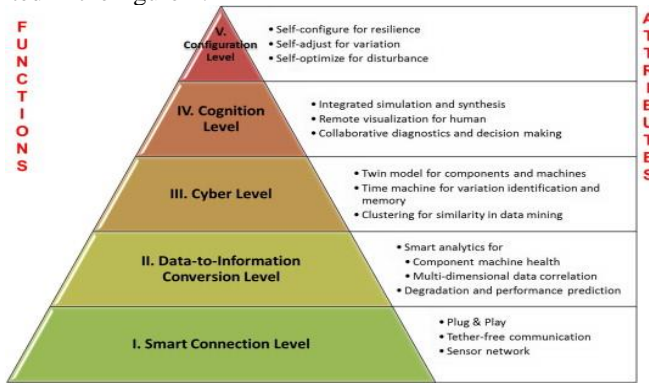 F
U
N
C
T
I
O
N
S
V.
Configuration
Level
• Self-configure for resilience
• Self-adjust for variation
• Self-optimize for disturbance
IV. Cognition
Level
• Integrated simulation and synthesis
• Remote visualization for human
• Collaborative diagnostics and decision making
III. Cyber Level
• Twin model for components and machines
• Time machine for variation identification and
memory
• Clustering for similarity in data mining
II. Data-to-Information
Conversion Level
• Smart analytics for
• Component machine health
• Multi-dimensional data correlation
• Degradation and performance prediction
I. Smart Connection Level
• Plug & Play
• Tether-free communication
• Sensor network
A
T
T
R
I
B
U
T
E
S